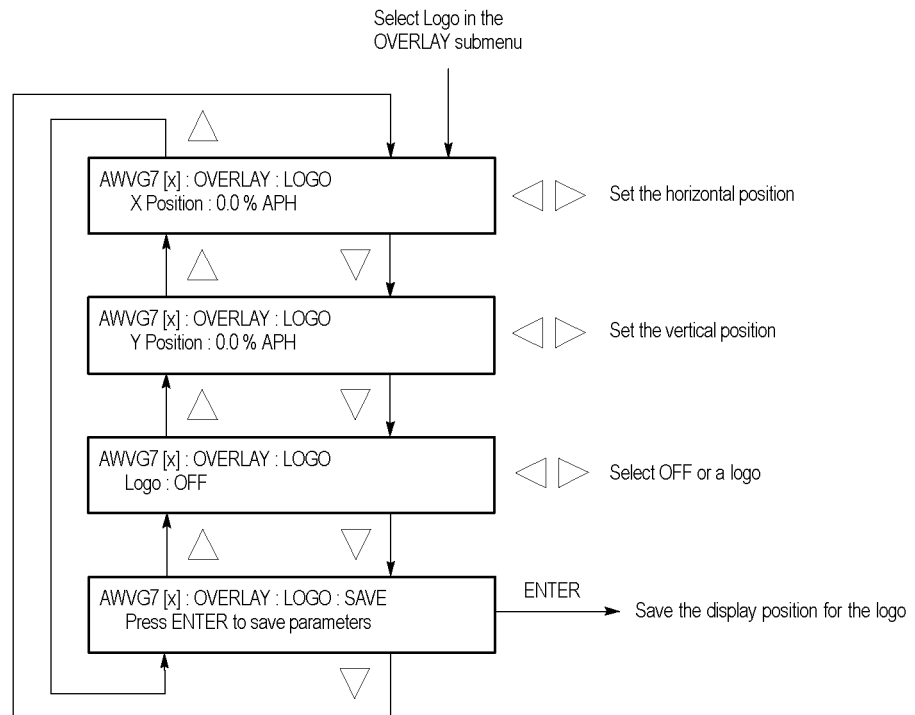 Select Logo in the
OVERLAY submenu
AWVG7 [x] : OVERLAY : LOGO
X Position : 0.0 % APH
Set the horizontal position
AWVG7 [x] : OVERLAY : LOGO
Y Position : 0.0 % APH
Set the vertical position
AWVG7 [x] : OVERLAY : LOGO
Logo : OFF
Select OFF or a logo
AWVG7 [x] : OVERLAY : LOGO : SAVE
Press ENTER to save parameters
ENTER
Save the display position for the logo